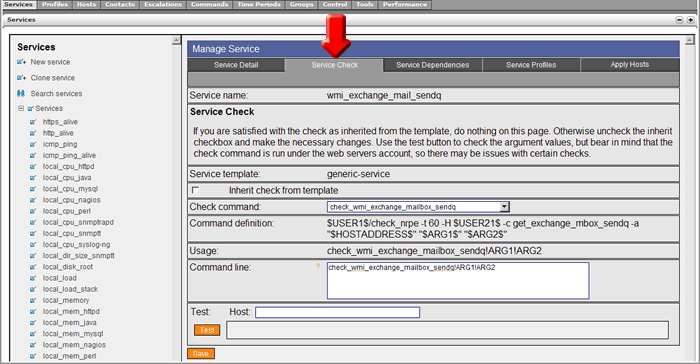 Services Profiles Hosts Contacts Escalations Commands Time Periods Groups Control Tools Performance
Services
Services
New service
Clone service
Search services
Services
https_alive
http_alive
icmp_ping
icmp_ping_alive
local_cpu_httpd
local_cpu_java
local_cpu_mysql
local_cpu_nagios
local_cpu_perl
local_cpu_snmptrapd
local_cpu_snmptt
local_cpu_syslog-ng
local_dir_size_snmptt
local_disk_root
local_load
local_load_stack
local_memory
local_mem_httpd
local_mem_java
local_mem_mysql
local_mem_nagios
local_mem_perl
Manage Service
Service Detail Service Check Service Dependencies Service Profiles Apply Hosts
Service name: wmi_exchange_mail_sendq
Service Check
If you are satisfied with the check as inherited from the template, do nothing on this page. Otherwise uncheck the inherit
checkbox and make the necessary changes. Use the test button to check the argument values, but bear in mind that the
check command is run under the web servers account, so there may be issues with certain checks.
Service template: generic-service
Inherit check from template
Check command: check_wmi_exchange_mailbox_sendq
Command definition: $USER1$/check_nrpe -t 60 -H $USER21$ -c get_exchange_mbox_sendq -a
"$HOSTADDRESS$" "$ARG1$" "$ARG2$"
Usage: check_wmi_exchange_mailbox_sendq!ARG1!ARG2
Command line: ? check_wmi_exchange_mailbox_sendq!ARG1!ARG2
Test: Host:
Test
Save